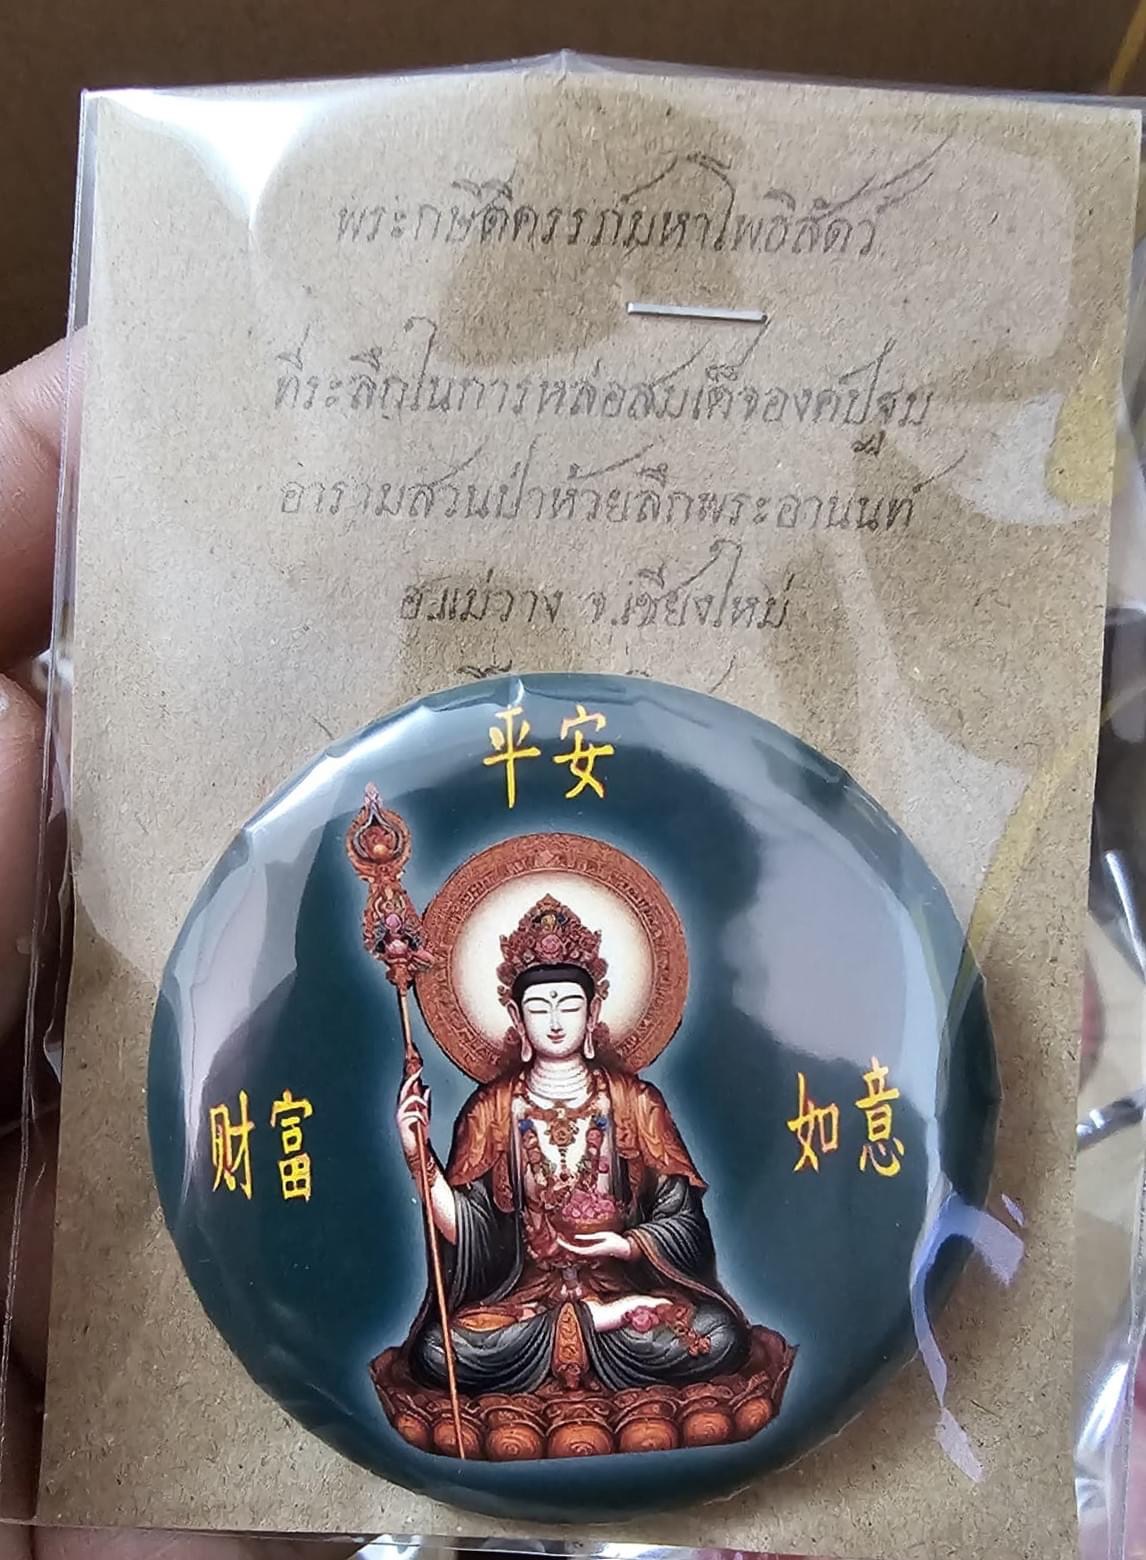 พระกษิติครรภ์มหาโพธิสัตว์
ที่ระลึกในการหล่อสมเด็จองค์ปฐม
อารามสวนป่าห้วยลึกพระอานนท์
อ.แม่วาง จ.เชียงใหม่
平安
财富
如意